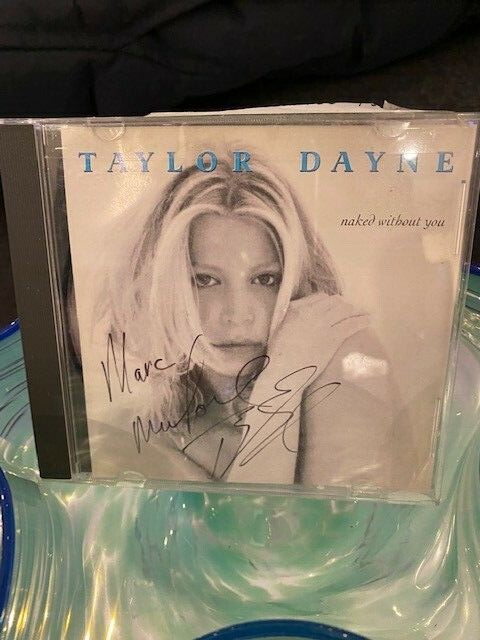 TAYLOR DAYNE
naked without you
Marc